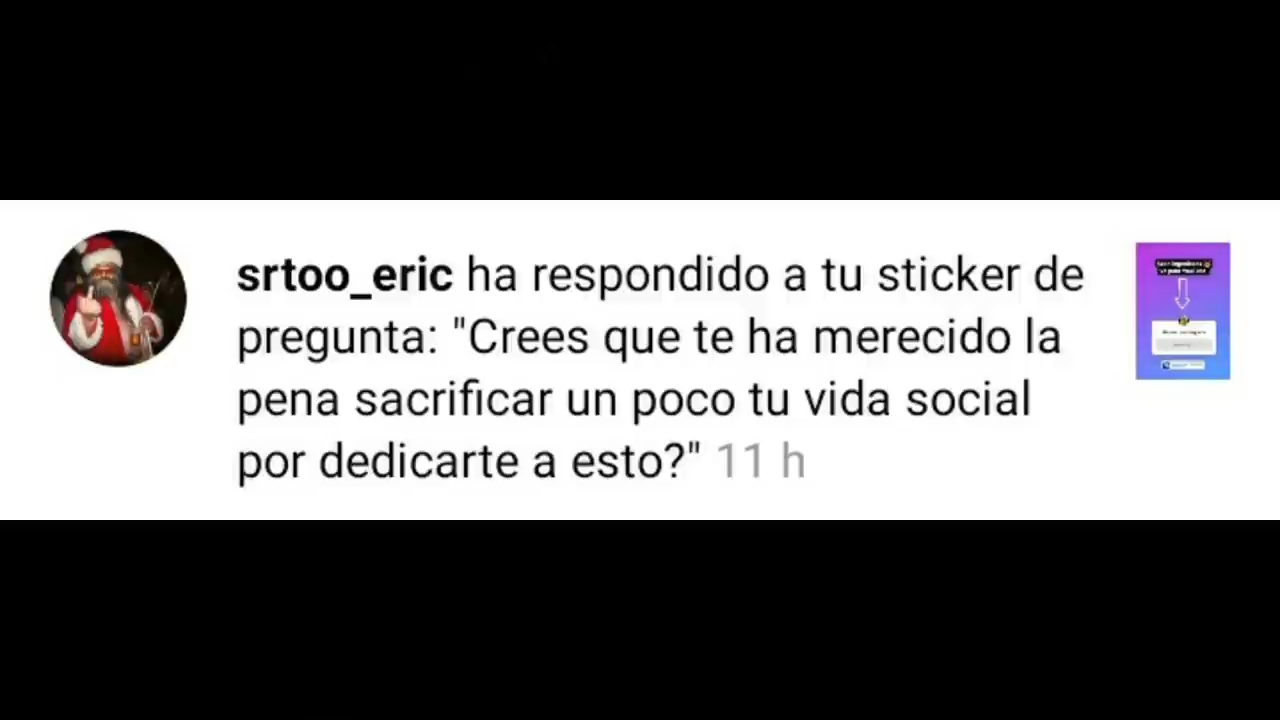 srtoo_eric ha respondido a tu sticker de
pregunta: "Crees que te ha merecido la
pena sacrificar un poco tu vida social
por dedicarte a esto?" 11 h